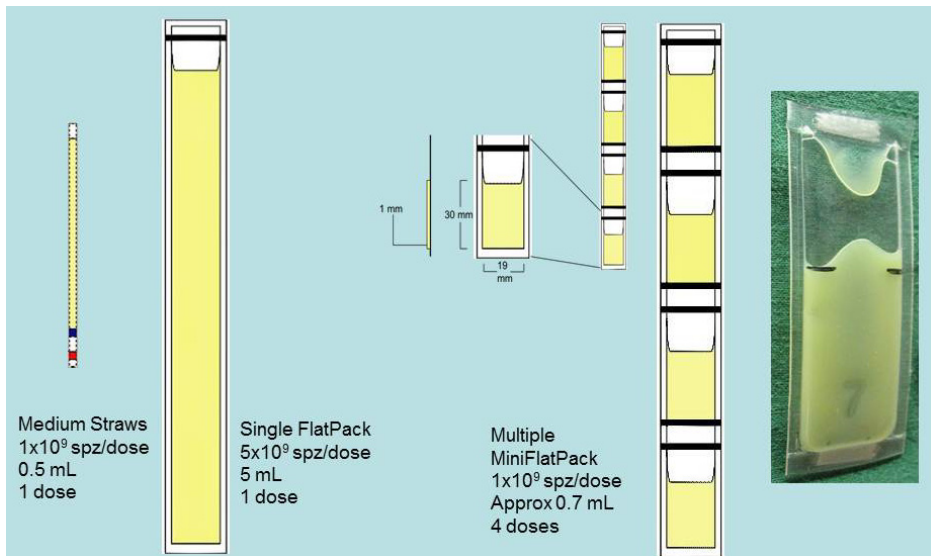 1 mm
30 mm
19
mm
Medium Straws
1x10⁹ spz/dose
0.5 mL
1 dose
Single FlatPack
5x10⁹ spz/dose
5 mL
1 dose
Multiple
MiniFlatPack
1x10⁹ spz/dose
Approx 0.7 mL
4 doses
7